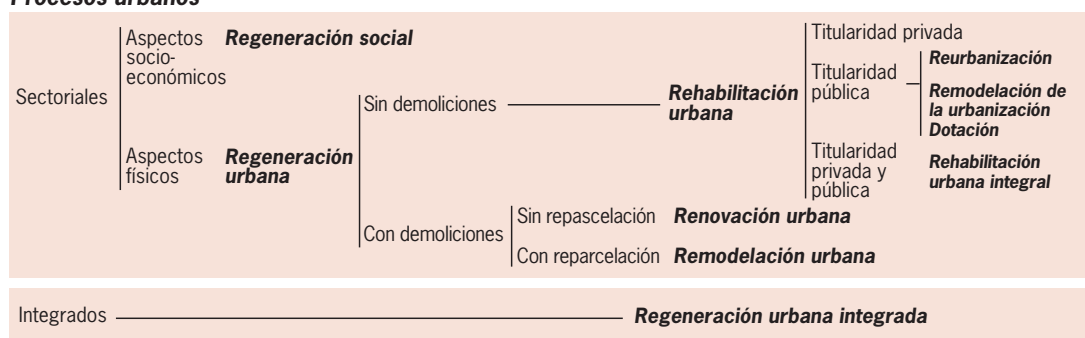 Procesos urbanos
Sectoriales
Aspectos
socio-
económicos
Regeneración social
Aspectos
físicos
Regeneración
urbana
Sin demoliciones
Rehabilitación
urbana
Titularidad privada
Titularidad
pública
Reurbanización
Remodelación de
la urbanización
Dotación
Titularidad
privada y
pública
Rehabilitación
urbana integral
Con demoliciones
Sin repascelación
Renovación urbana
Con reparcelación
Remodelación urbana
Integrados
Regeneración urbana integrada